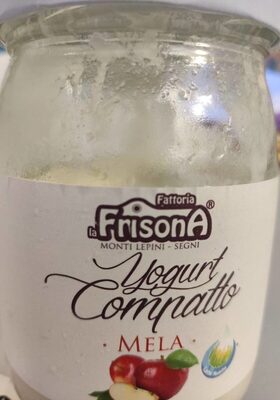 Fattoria
la FrisonA ®
MONTI LEPINI - SEGNI
Yogurt
Compatto
· MELA ·